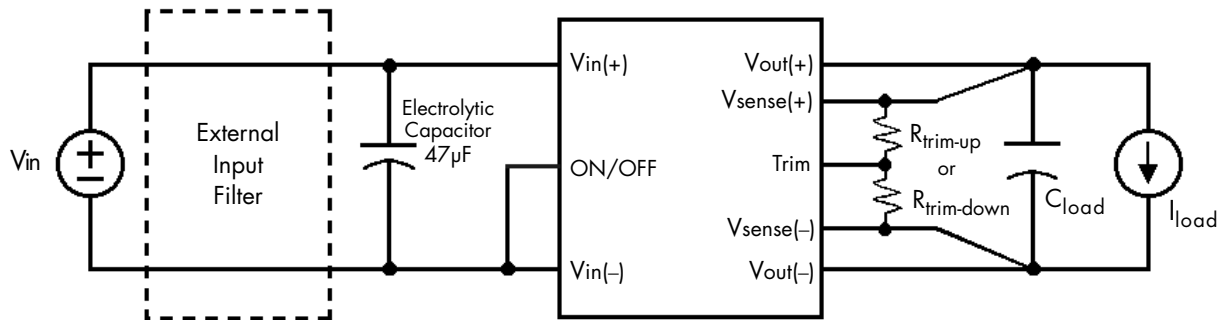 Vin
External
Input
Filter
Electrolytic
Capacitor
47µF
Vin(+)
ON/OFF
Vin(–)
Vout(+)
Vsense(+)
Trim
Vsense(–)
Vout(–)
Rtrim-up
or
Rtrim-down
Cload
Iload